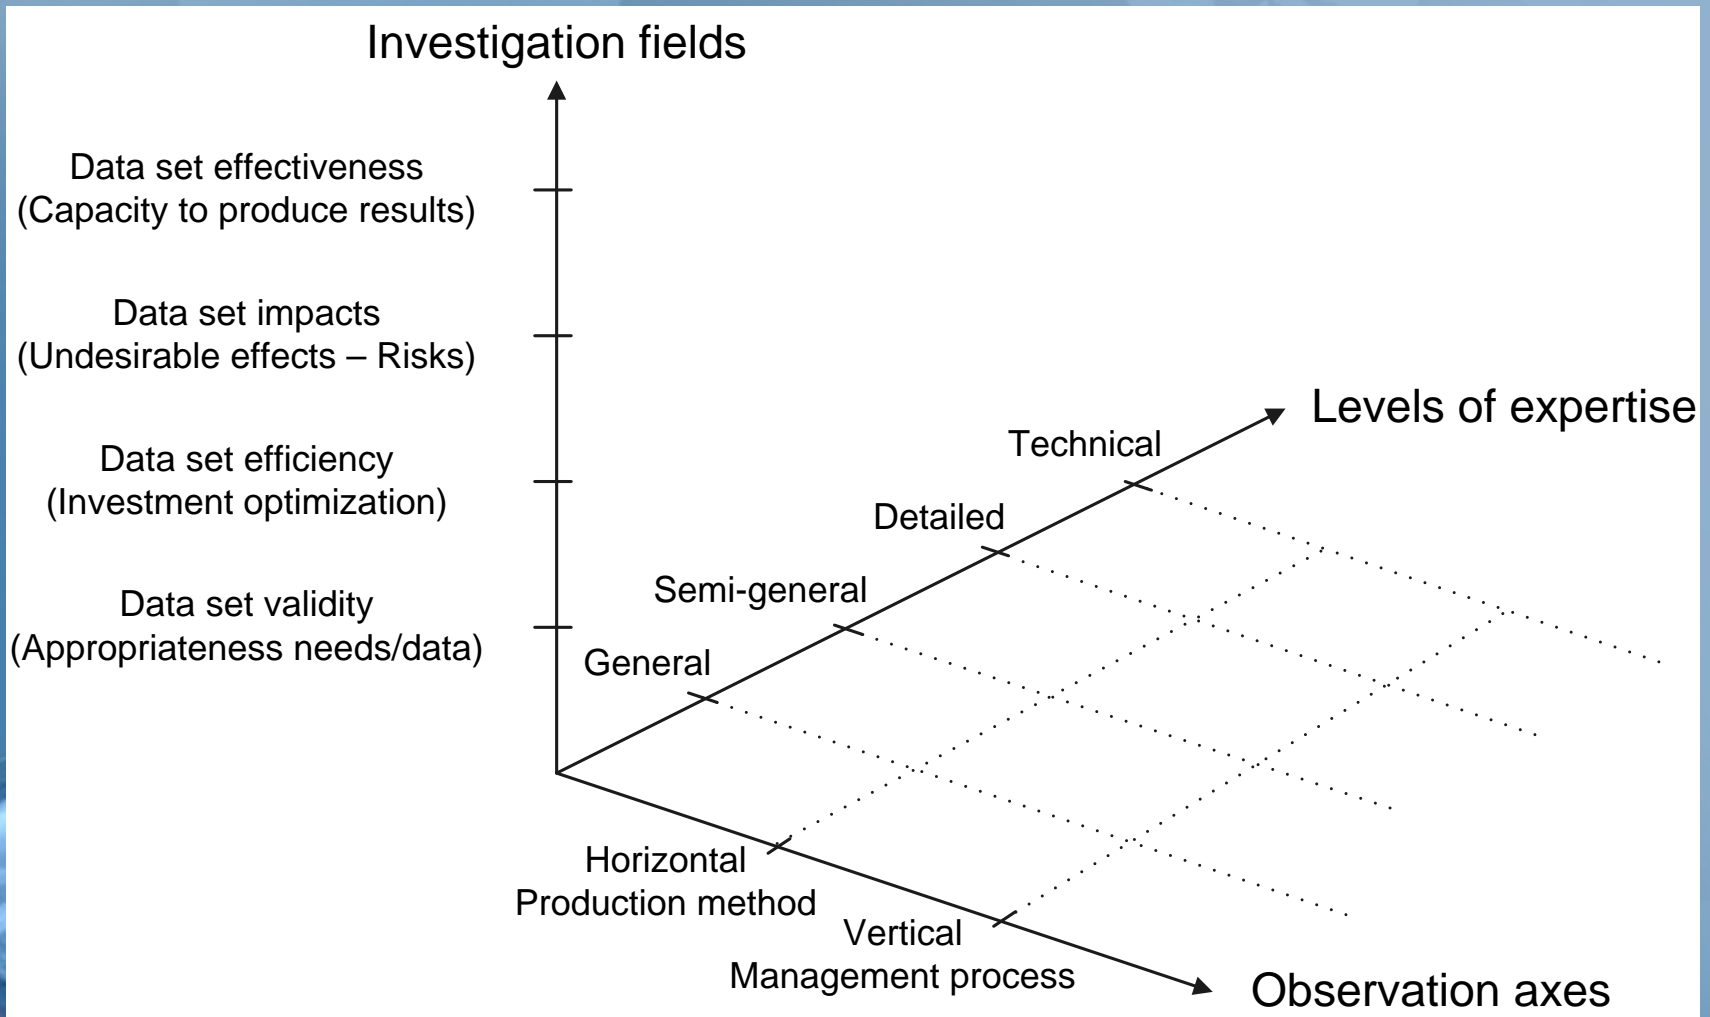 Investigation fields
Data set effectiveness
(Capacity to produce results)
Data set impacts
(Undesirable effects – Risks)
Levels of expertise
Technical
Data set efficiency
(Investment optimization)
Detailed
Semi-general
Data set validity
(Appropriateness needs/data)
General
Horizontal
Production method
Vertical
Management process
Observation axes